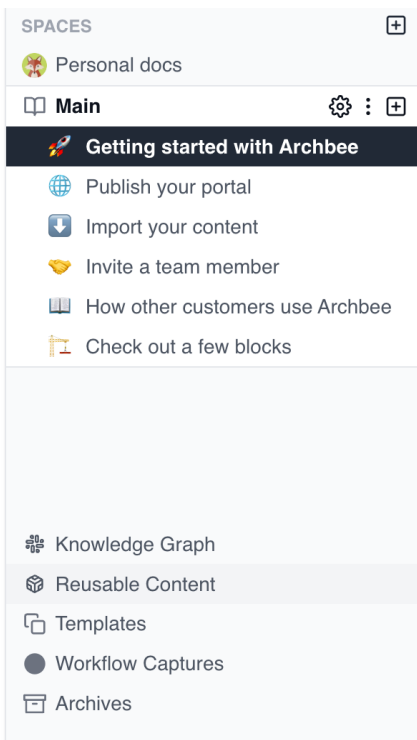 SPACES
Personal docs
Main
Getting started with Archbee
Publish your portal
Import your content
Invite a team member
How other customers use Archbee
Check out a few blocks
Knowledge Graph
Reusable Content
Templates
Workflow Captures
Archives